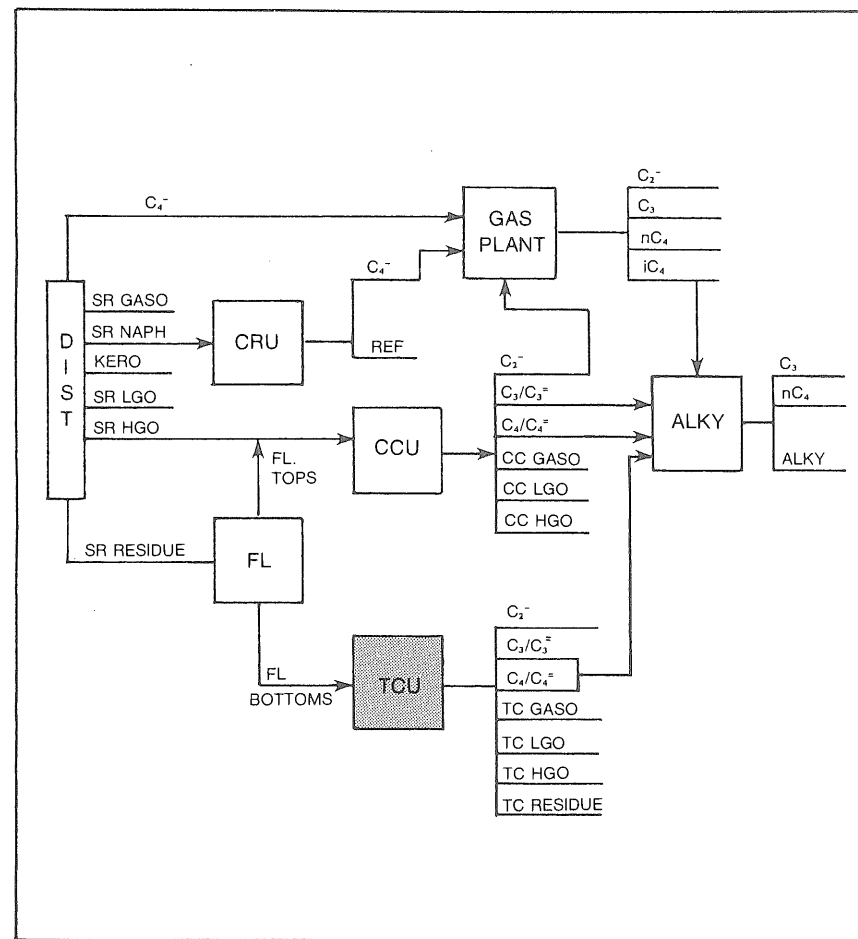 C₂⁻
C₄⁻
GAS
PLANT
C₃
nC₄
iC₄
C₄⁻
SR GASO
D
I
S
T
SR NAPH
CRU
REF
KERO
SR LGO
SR HGO
C₂⁻
C₃/C₃⁼
C₄/C₄⁼
CC GASO
CC LGO
CC HGO
ALKY
C₃
nC₄
ALKY
CCU
FL.
TOPS
SR RESIDUE
FL
FL
BOTTOMS
TCU
C₂⁻
C₃/C₃⁼
C₄/C₄⁼
TC GASO
TC LGO
TC HGO
TC RESIDUE